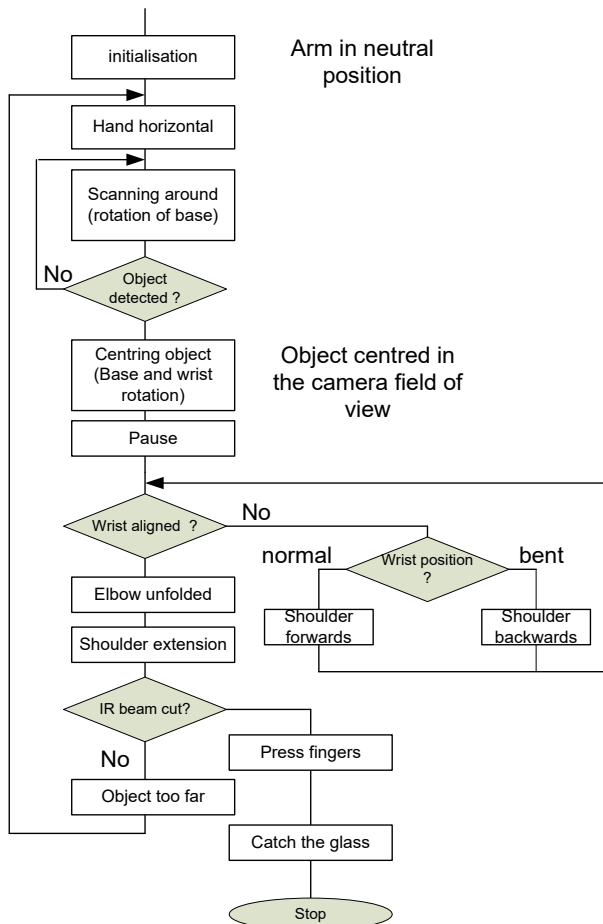 initialisation
Arm in neutral
position
Hand horizontal
Scanning around
(rotation of base)
No
Object
detected ?
Centring object
(Base and wrist
rotation)
Object centred in
the camera field of
view
Pause
Wrist aligned ?
No
normal
Wrist position
?
bent
Elbow unfolded
Shoulder
forwards
Shoulder
backwards
Shoulder extension
IR beam cut?
No
Press fingers
Object too far
Catch the glass
Stop